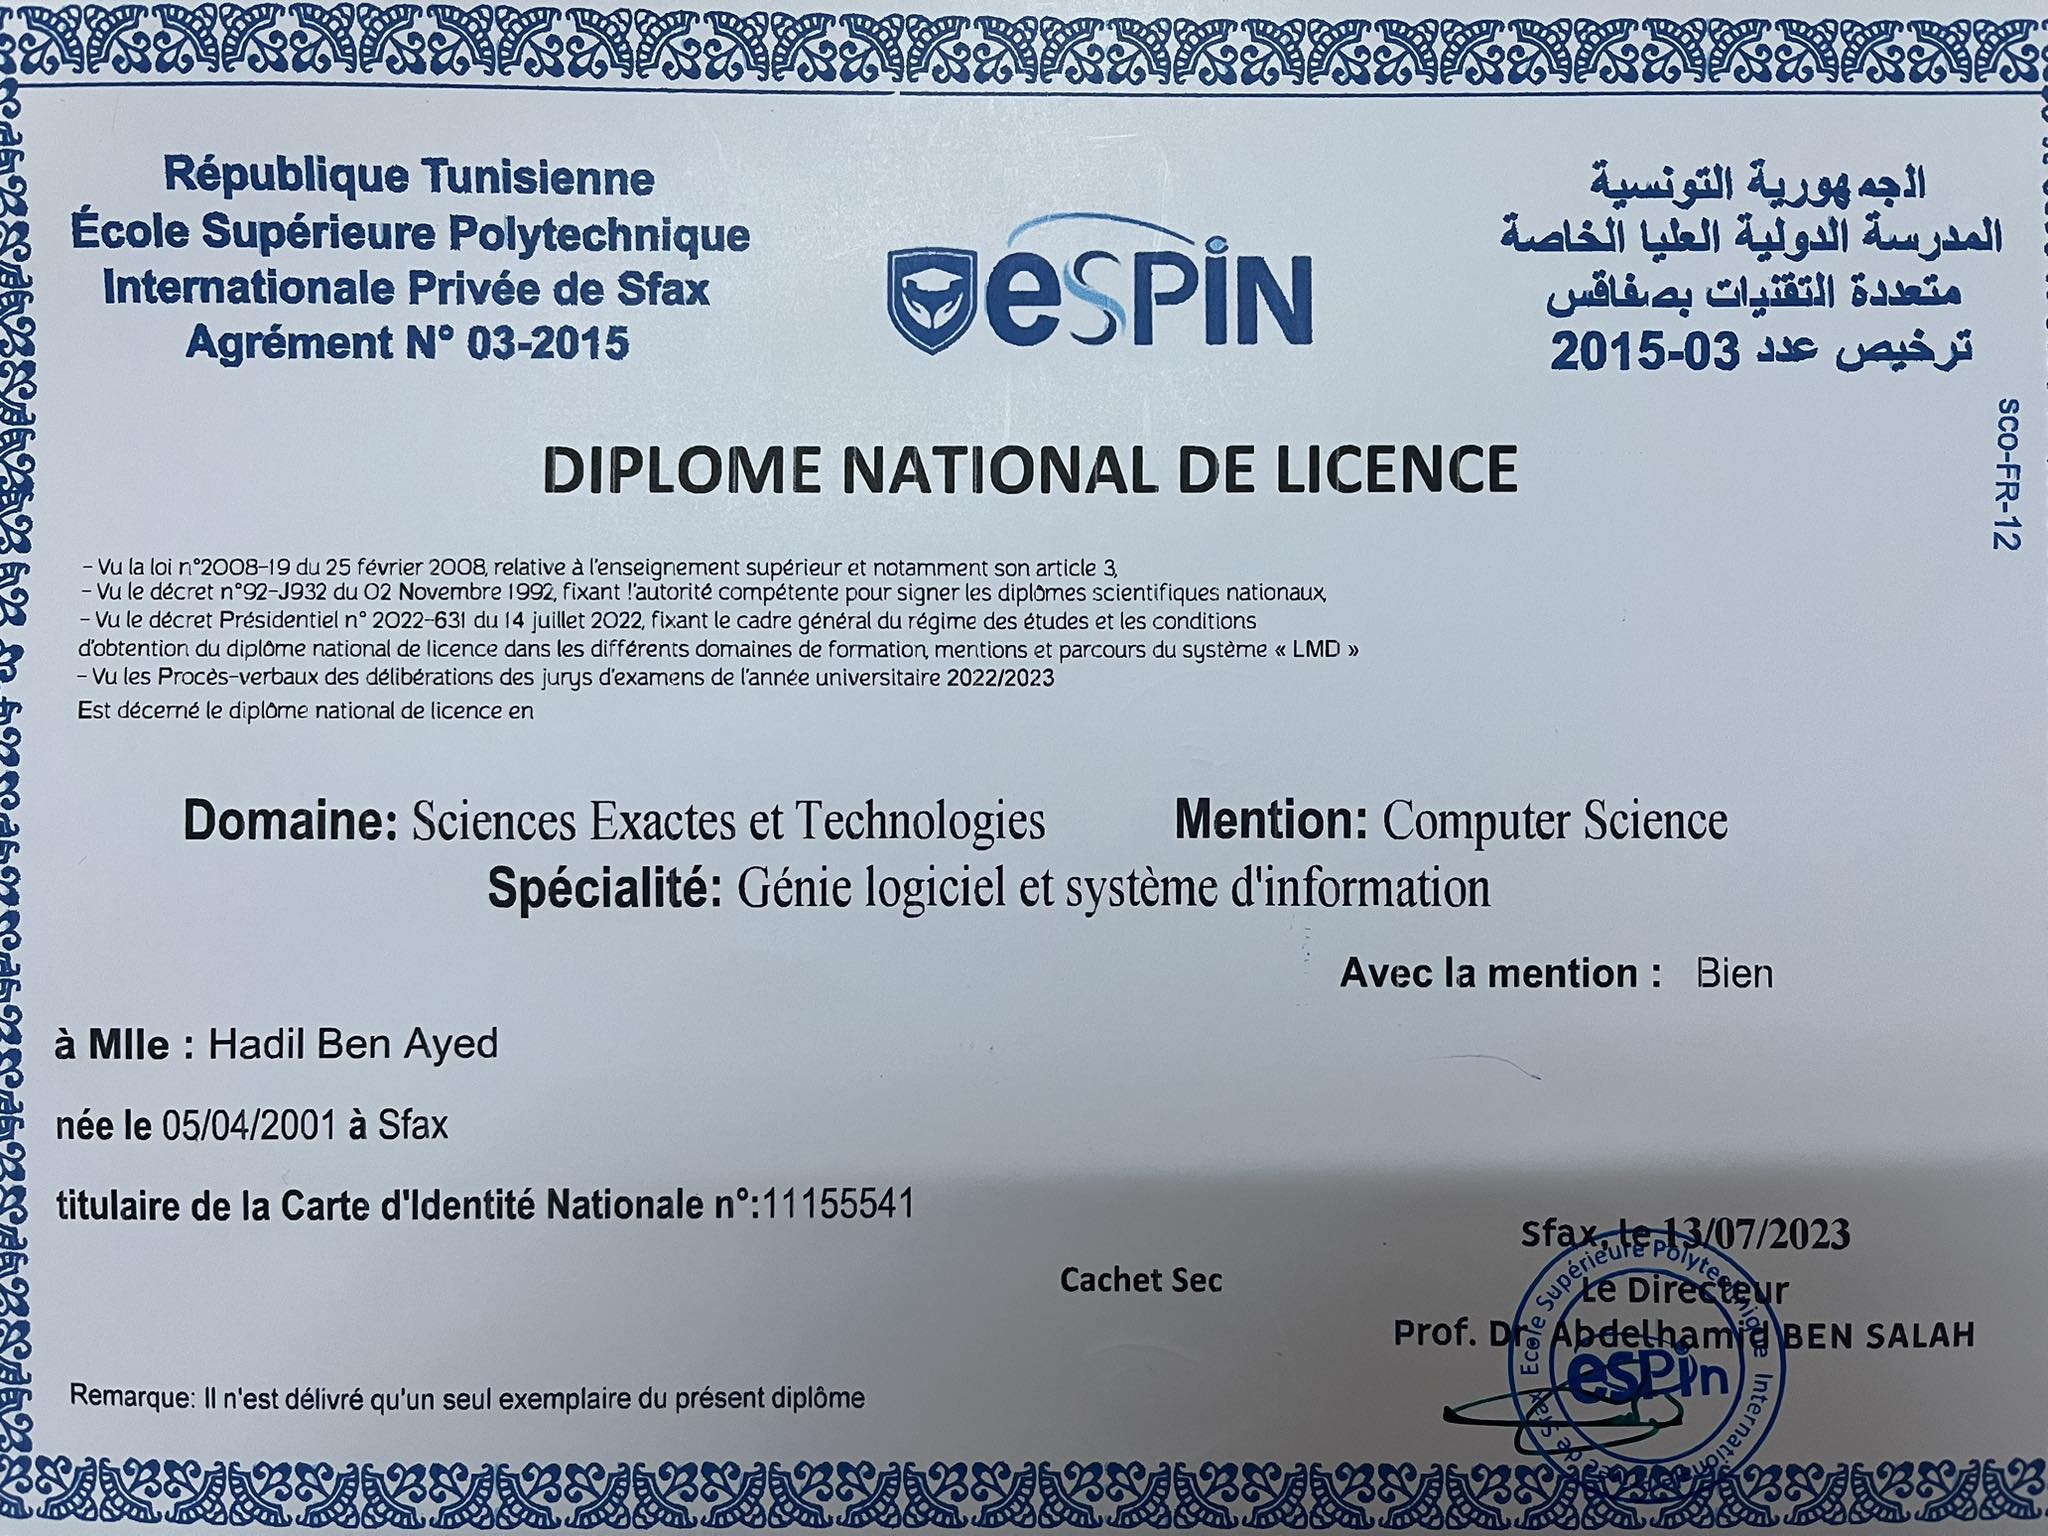 République Tunisienne
École Supérieure Polytechnique
Internationale Privée de Sfax
Agrément N° 03-2015
eSPiN
الجمهورية التونسية
المدرسة الدولية العليا الخاصة
متعددة التقنيات بصفاقس
ترخيص عدد 03-2015
SCO-FR-12
DIPLOME NATIONAL DE LICENCE
- Vu la loi n°2008-19 du 25 février 2008, relative à l'enseignement supérieur et notamment son article 3,
- Vu le décret n°92-J932 du 02 Novembre 1992, fixant l'autorité compétente pour signer les diplômes scientifiques nationaux,
- Vu le décret Présidentiel n° 2022-631 du 14 juillet 2022, fixant le cadre général du régime des études et les conditions
d'obtention du diplôme national de licence dans les différents domaines de formation, mentions et parcours du système « LMD »
- Vu les Procès-verbaux des délibérations des jurys d'examens de l'année universitaire 2022/2023
Est décerné le diplôme national de licence en
Domaine: Sciences Exactes et Technologies Mention: Computer Science
Spécialité: Génie logiciel et système d'information
Avec la mention : Bien
à Mlle : Hadil Ben Ayed
née le 05/04/2001 à Sfax
titulaire de la Carte d'Identité Nationale n°:11155541
Sfax, le 13/07/2023
Cachet Sec
Le Directeur
Prof. Dr. Abdelhamid BEN SALAH
Ecole Supérieure Polytechnique Internationale
eSPin
Remarque: Il n'est délivré qu'un seul exemplaire du présent diplôme